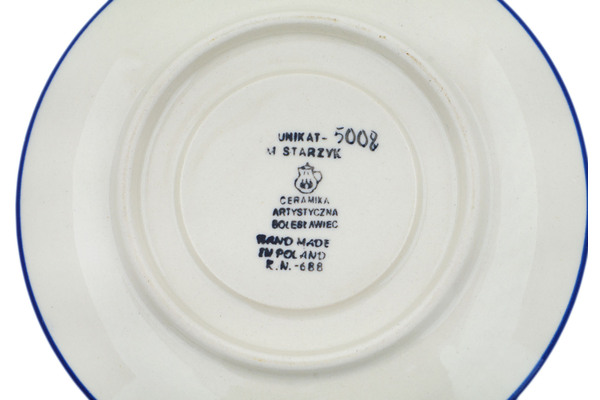 UNIKAT- 5008
M STARZYK
CERAMIKA
ARTYSTYCZNA
BOLESŁAWIEC
HAND MADE
IN POLAND
R.N.-688